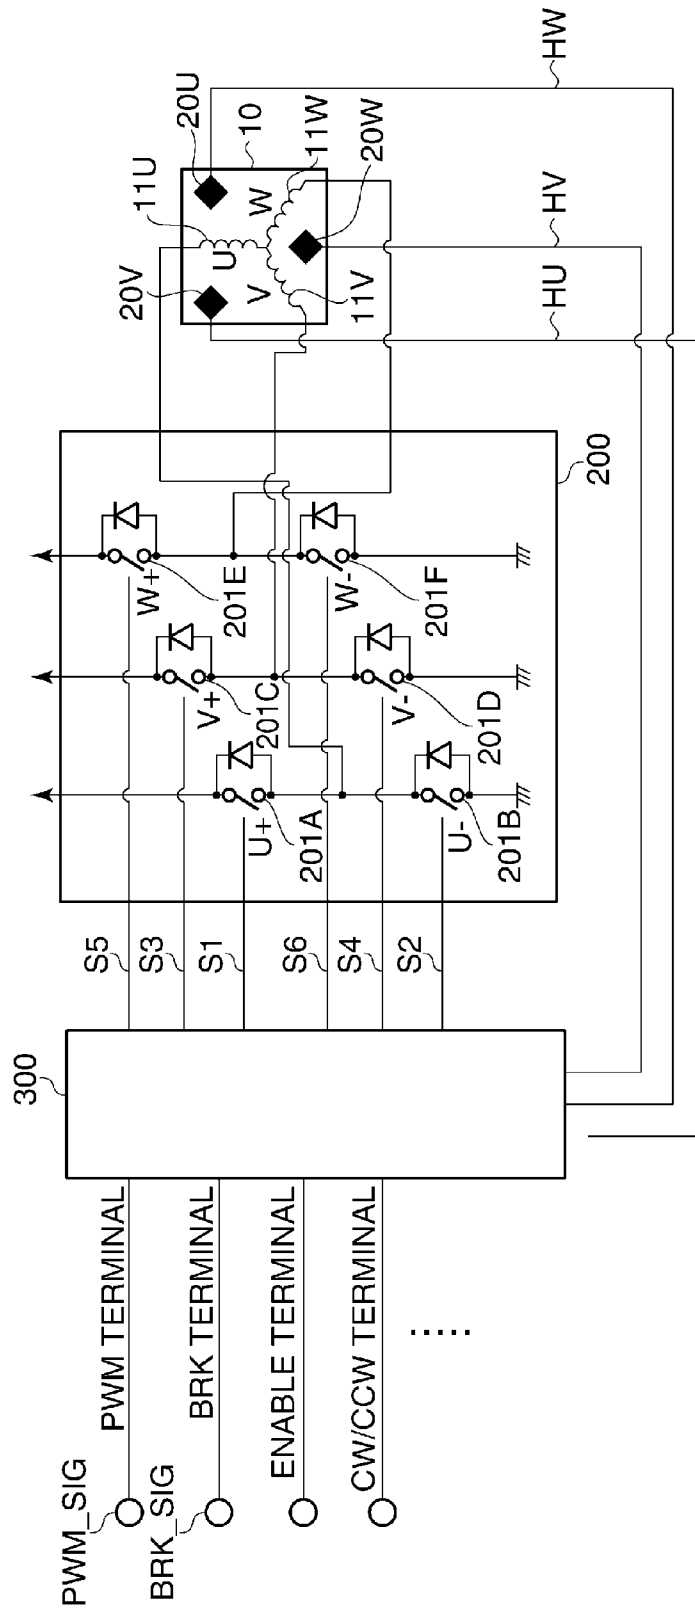 PWM_SIG
PWM TERMINAL
BRK_SIG
BRK TERMINAL
ENABLE TERMINAL
CW/CCW TERMINAL
.....
300
S5
S3
S1
S6
S4
S2
200
W+
201E
V+
201C
U+
201A
W-
201F
V-
201D
U-
201B
20V
11U
20U
10
U
V
W
11W
20W
11V
HU
HV
HW